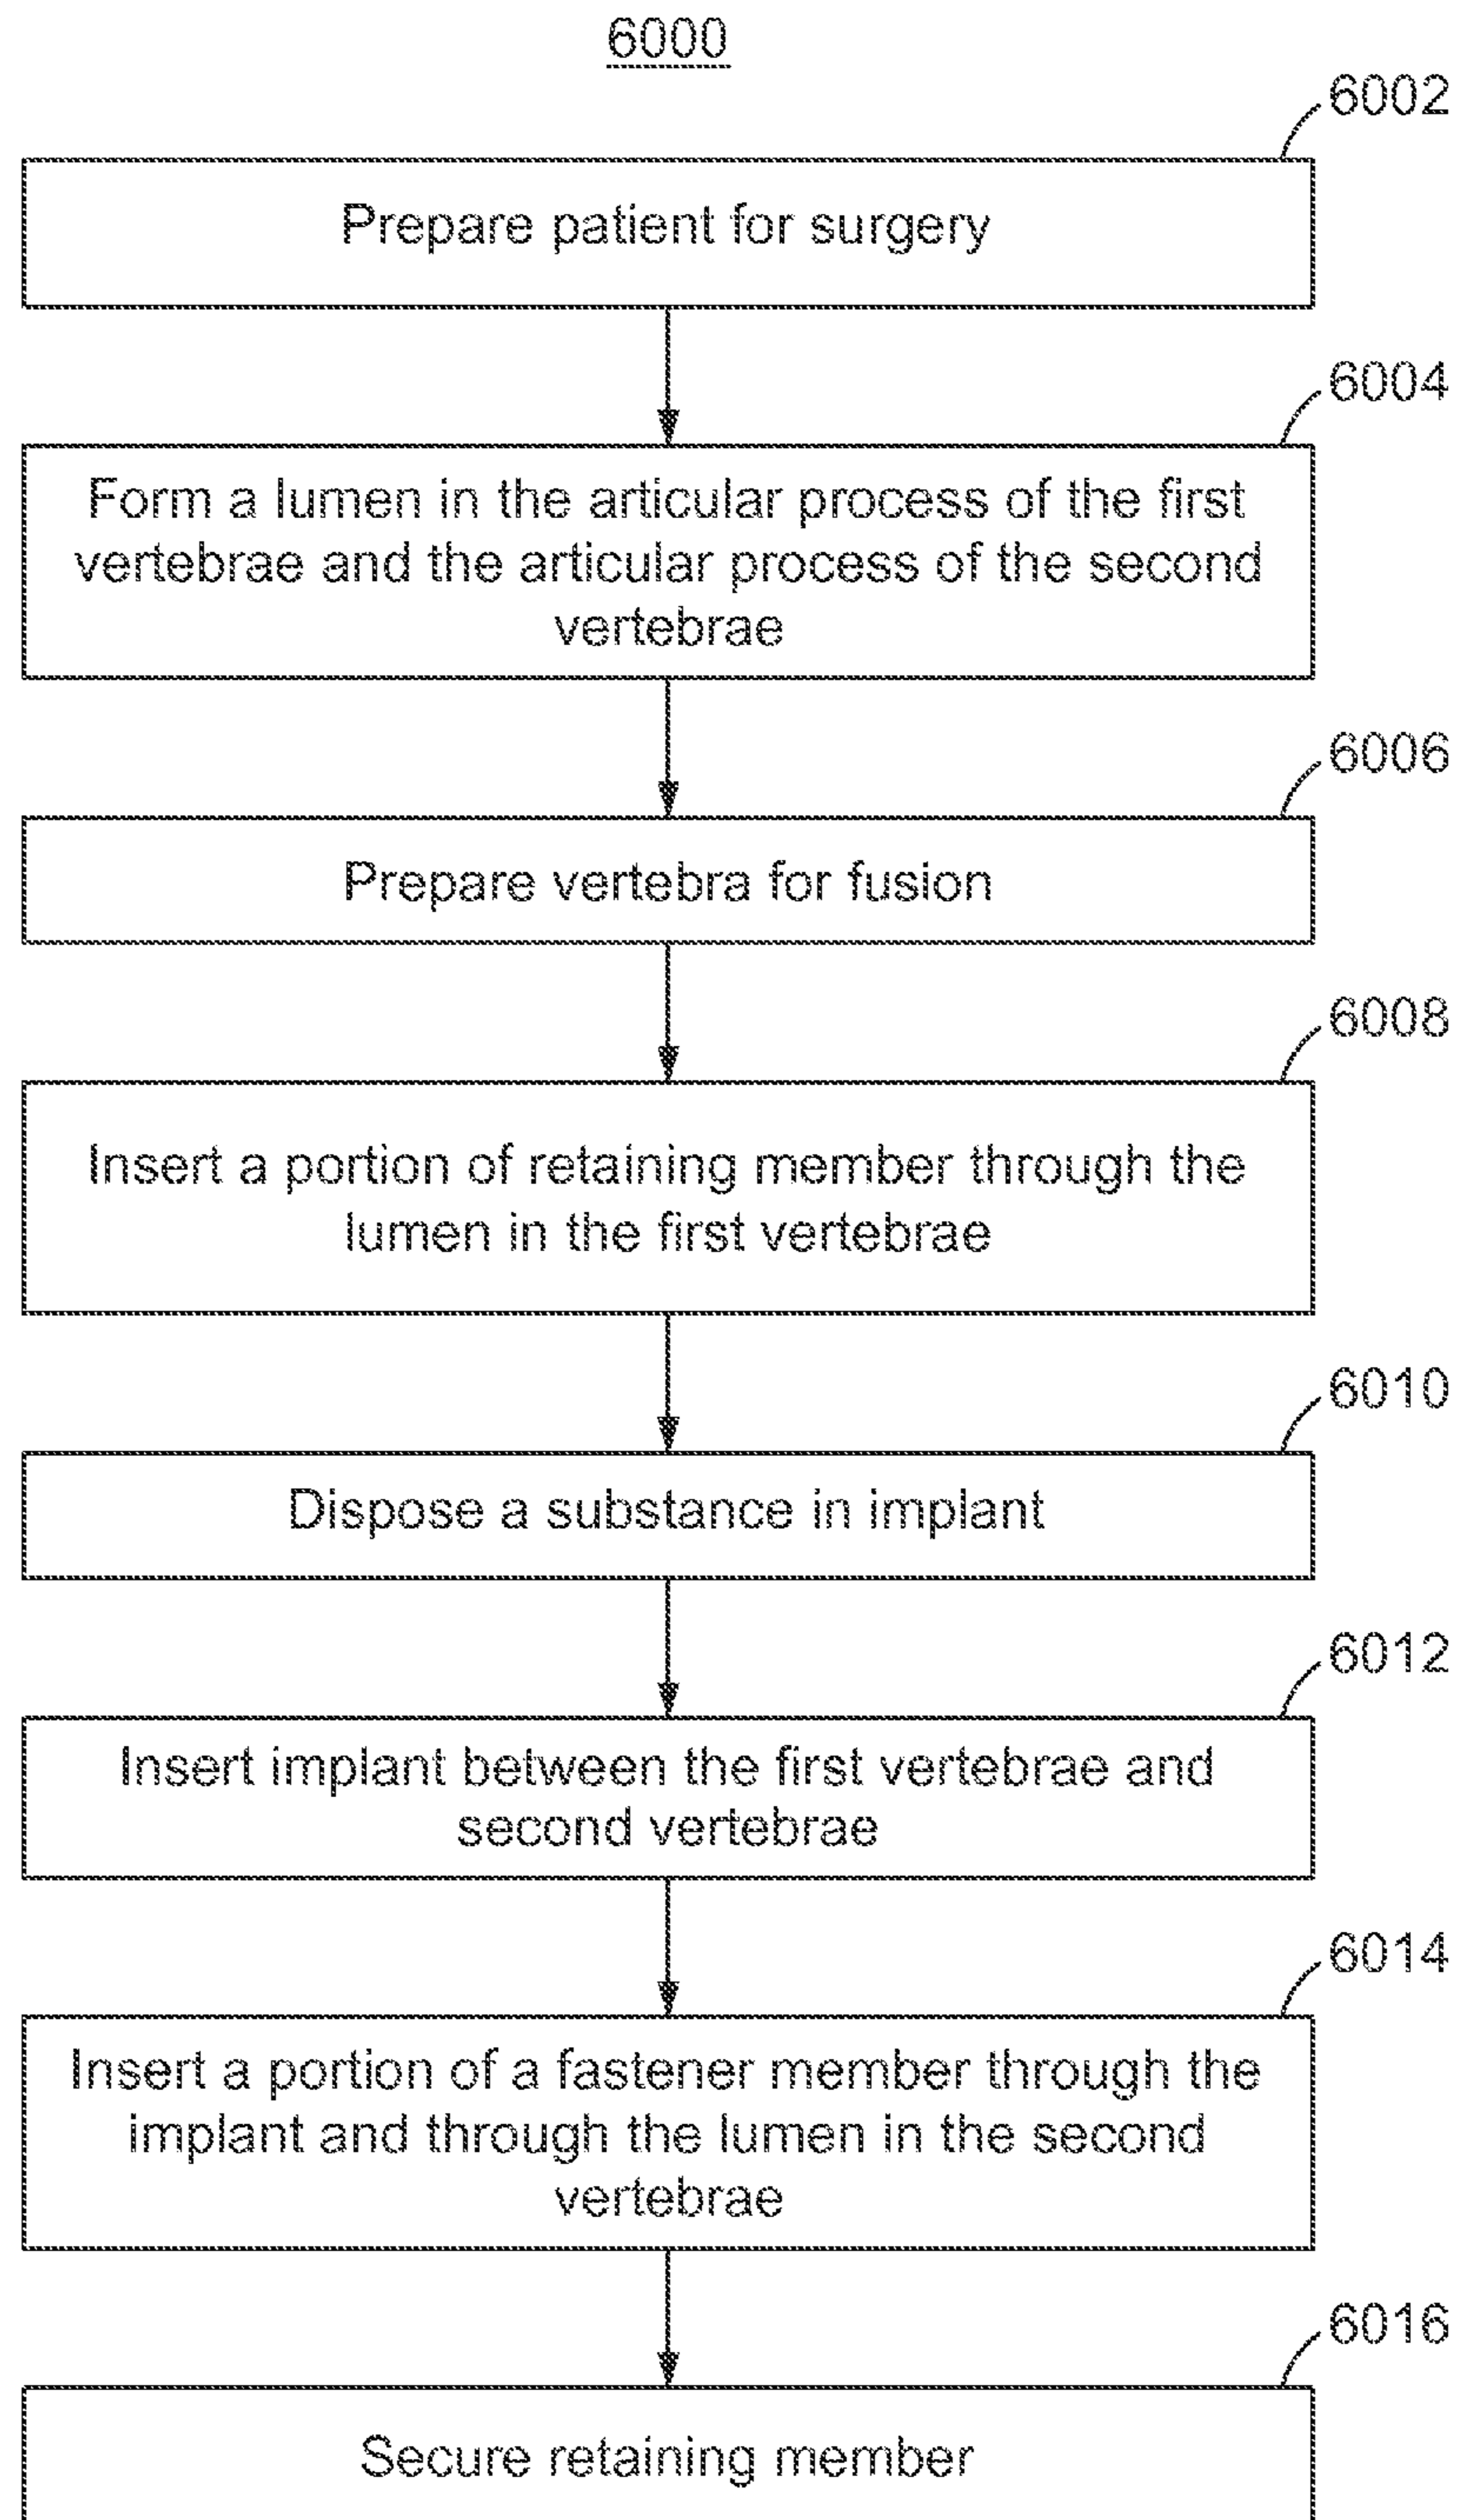 6000
6002
Prepare patient for surgery
6004
Form a lumen in the articular process of the first
vertebrae and the articular process of the second
vertebrae
6006
Prepare vertebra for fusion
6008
Insert a portion of retaining member through the
lumen in the first vertebrae
6010
Dispose a substance in implant
6012
Insert implant between the first vertebrae and
second vertebrae
6014
Insert a portion of a fastener member through the
implant and through the lumen in the second
vertebrae
6016
Secure retaining member